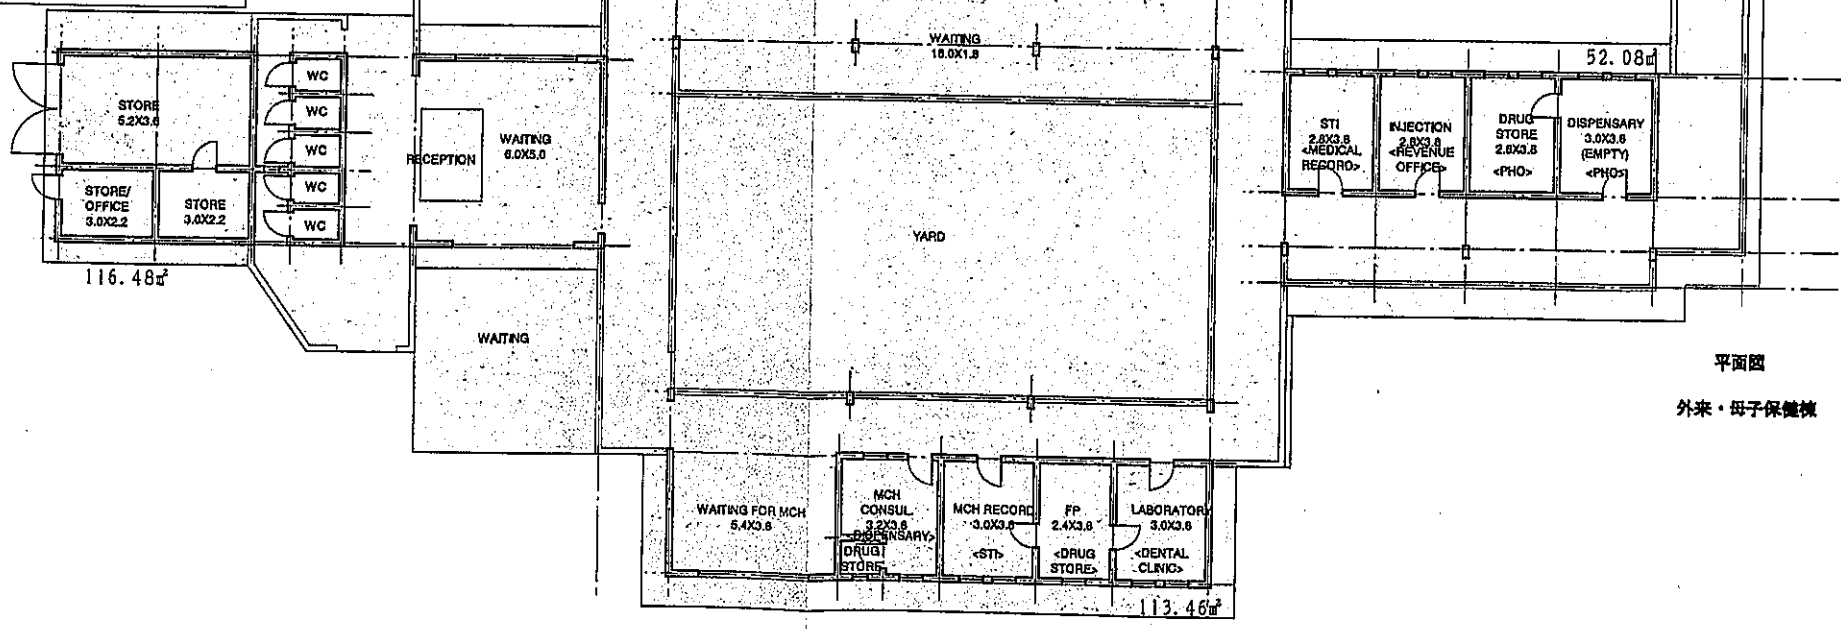 WAITING
18.0X1.8
52.08㎡
STORE
5.2X3.6
WC
WC
WC
WC
WC
RECEPTION
WAITING
6.0X5.0
STORE/
OFFICE
3.0X2.2
STORE
3.0X2.2
116.48㎡
WAITING
YARD
STI
2.8X3.8
<MEDICAL
RECORD>
INJECTION
2.8X3.8
<REVENUE
OFFICE>
DRUG
STORE
2.8X3.8
<PHO>
DISPENSARY
3.0X3.6
(EMPTY)
<PHO>
平面図
外来・母子保健棟
WAITING FOR MCH
5.4X3.6
MCH
CONSUL.
3.2X3.6
<DISPENSARY>
DRUG
STORE
MCH RECORD
3.0X3.6
<STI>
FP
2.4X3.6
<DRUG
STORE>
LABORATORY
3.0X3.6
<DENTAL
CLINIC>
113.46㎡